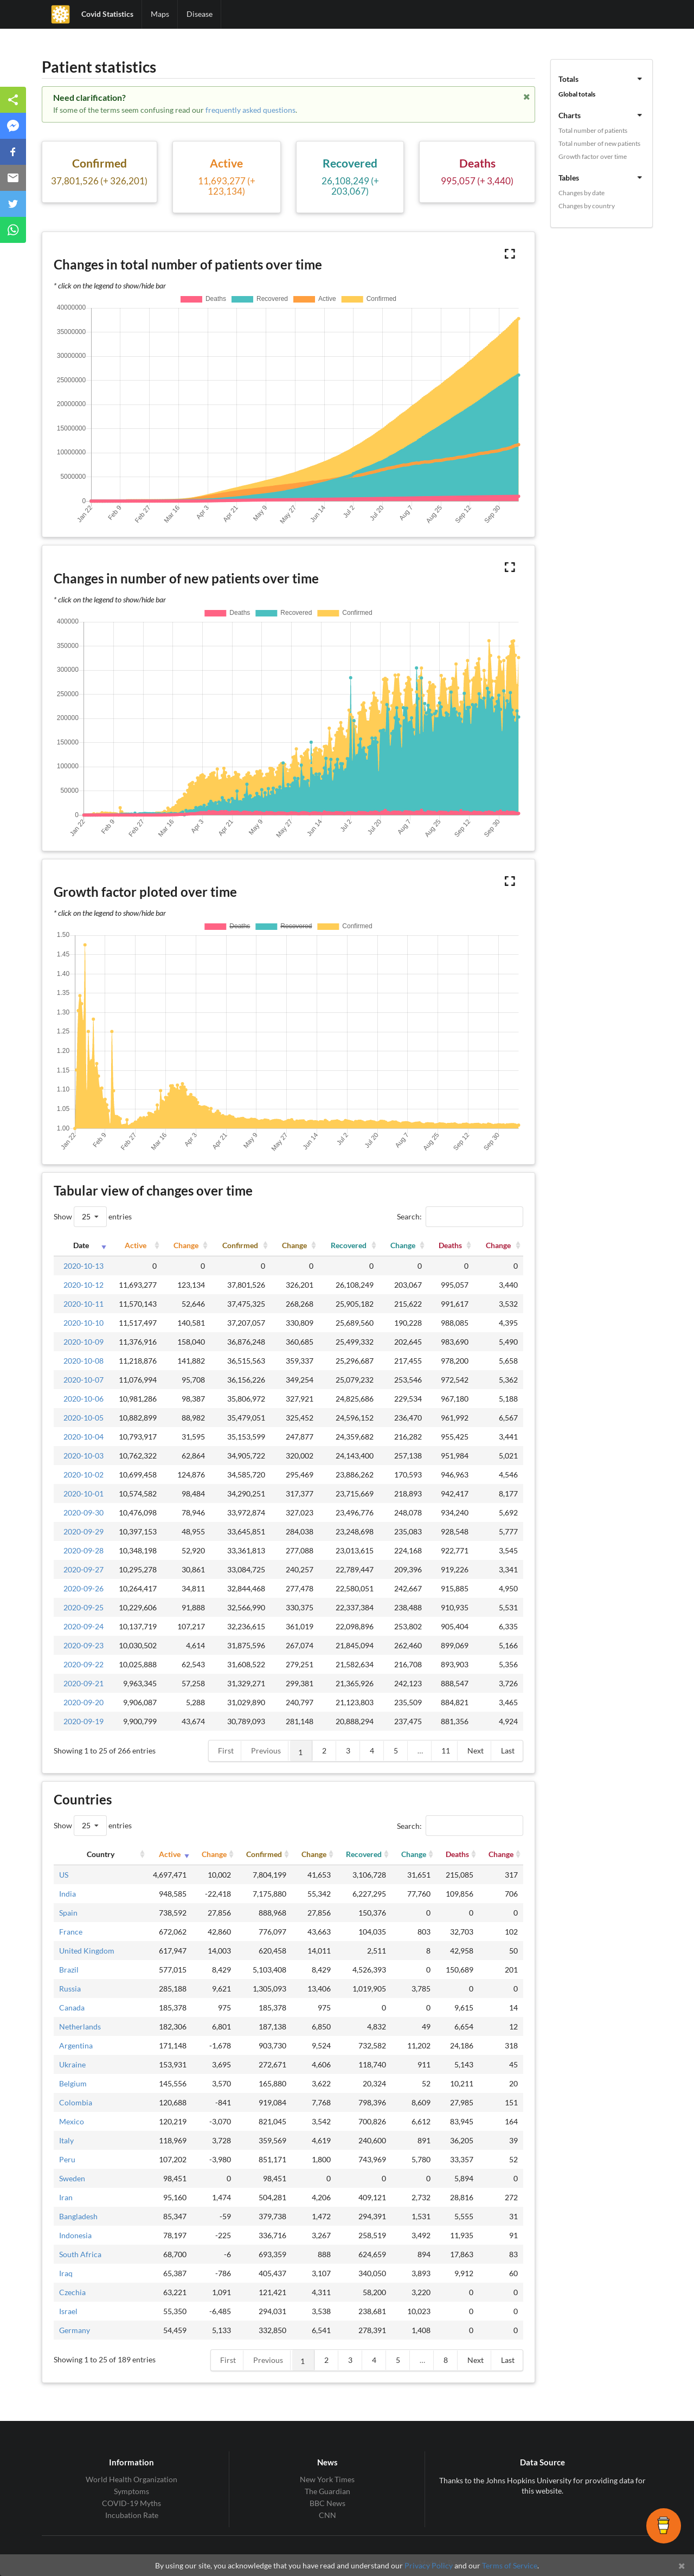 Covid Statistics Maps Disease
Patient statistics
Need clarification?
If some of the terms seem confusing read our frequently asked questions.
Confirmed
37,801,526 (+ 326,201)
Active
11,693,277 (+
123,134)
Recovered
26,108,249 (+
203,067)
Deaths
995,057 (+ 3,440)
Totals
Global totals
Charts
Total number of patients
Total number of new patients
Growth factor over time
Tables
Changes by date
Changes by country
Changes in total number of patients over time
* click on the legend to show/hide bar
Deaths Recovered Active Confirmed
40000000
35000000
30000000
25000000
20000000
15000000
10000000
5000000
0
Jan 22 Feb 9 Feb 27 Mar 16 Apr 3 Apr 21 May 9 May 27 Jun 14 Jul 2 Jul 20 Aug 7 Aug 25 Sep 12 Sep 30
Changes in number of new patients over time
* click on the legend to show/hide bar
Deaths Recovered Confirmed
400000
350000
300000
250000
200000
150000
100000
50000
0
Jan 22 Feb 9 Feb 27 Mar 16 Apr 3 Apr 21 May 9 May 27 Jun 14 Jul 2 Jul 20 Aug 7 Aug 25 Sep 12 Sep 30
Growth factor ploted over time
* click on the legend to show/hide bar
Deaths Recovered Confirmed
1.50
1.45
1.40
1.35
1.30
1.25
1.20
1.15
1.10
1.05
1.00
Jan 22 Feb 9 Feb 27 Mar 16 Apr 3 Apr 21 May 9 May 27 Jun 14 Jul 2 Jul 20 Aug 7 Aug 25 Sep 12 Sep 30
Tabular view of changes over time
Show 25 entries Search:
Date Active Change Confirmed Change Recovered Change Deaths Change
2020-10-13 0 0 0 0 0 0 0 0
2020-10-12 11,693,277 123,134 37,801,526 326,201 26,108,249 203,067 995,057 3,440
2020-10-11 11,570,143 52,646 37,475,325 268,268 25,905,182 215,622 991,617 3,532
2020-10-10 11,517,497 140,581 37,207,057 330,809 25,689,560 190,228 988,085 4,395
2020-10-09 11,376,916 158,040 36,876,248 360,685 25,499,332 202,645 983,690 5,490
2020-10-08 11,218,876 141,882 36,515,563 359,337 25,296,687 217,455 978,200 5,658
2020-10-07 11,076,994 95,708 36,156,226 349,254 25,079,232 253,546 972,542 5,362
2020-10-06 10,981,286 98,387 35,806,972 327,921 24,825,686 229,534 967,180 5,188
2020-10-05 10,882,899 88,982 35,479,051 325,452 24,596,152 236,470 961,992 6,567
2020-10-04 10,793,917 31,595 35,153,599 247,877 24,359,682 216,282 955,425 3,441
2020-10-03 10,762,322 62,864 34,905,722 320,002 24,143,400 257,138 951,984 5,021
2020-10-02 10,699,458 124,876 34,585,720 295,469 23,886,262 170,593 946,963 4,546
2020-10-01 10,574,582 98,484 34,290,251 317,377 23,715,669 218,893 942,417 8,177
2020-09-30 10,476,098 78,946 33,972,874 327,023 23,496,776 248,078 934,240 5,692
2020-09-29 10,397,153 48,955 33,645,851 284,038 23,248,698 235,083 928,548 5,777
2020-09-28 10,348,198 52,920 33,361,813 277,088 23,013,615 224,168 922,771 3,545
2020-09-27 10,295,278 30,861 33,084,725 240,257 22,789,447 209,396 919,226 3,341
2020-09-26 10,264,417 34,811 32,844,468 277,478 22,580,051 242,667 915,885 4,950
2020-09-25 10,229,606 91,888 32,566,990 330,375 22,337,384 238,488 910,935 5,531
2020-09-24 10,137,719 107,217 32,236,615 361,019 22,098,896 253,802 905,404 6,335
2020-09-23 10,030,502 4,614 31,875,596 267,074 21,845,094 262,460 899,069 5,166
2020-09-22 10,025,888 62,543 31,608,522 279,251 21,582,634 216,708 893,903 5,356
2020-09-21 9,963,345 57,258 31,329,271 299,381 21,365,926 242,123 888,547 3,726
2020-09-20 9,906,087 5,288 31,029,890 240,797 21,123,803 235,509 884,821 3,465
2020-09-19 9,900,799 43,674 30,789,093 281,148 20,888,294 237,475 881,356 4,924
Showing 1 to 25 of 266 entries First Previous 1 2 3 4 5 … 11 Next Last
Countries
Show 25 entries Search:
Country Active Change Confirmed Change Recovered Change Deaths Change
US 4,697,471 10,002 7,804,199 41,653 3,106,728 31,651 215,085 317
India 948,585 -22,418 7,175,880 55,342 6,227,295 77,760 109,856 706
Spain 738,592 27,856 888,968 27,856 150,376 0 0 0
France 672,062 42,860 776,097 43,663 104,035 803 32,703 102
United Kingdom 617,947 14,003 620,458 14,011 2,511 8 42,958 50
Brazil 577,015 8,429 5,103,408 8,429 4,526,393 0 150,689 201
Russia 285,188 9,621 1,305,093 13,406 1,019,905 3,785 0 0
Canada 185,378 975 185,378 975 0 0 9,615 14
Netherlands 182,306 6,801 187,138 6,850 4,832 49 6,654 12
Argentina 171,148 -1,678 903,730 9,524 732,582 11,202 24,186 318
Ukraine 153,931 3,695 272,671 4,606 118,740 911 5,143 45
Belgium 145,556 3,570 165,880 3,622 20,324 52 10,211 20
Colombia 120,688 -841 919,084 7,768 798,396 8,609 27,985 151
Mexico 120,219 -3,070 821,045 3,542 700,826 6,612 83,945 164
Italy 118,969 3,728 359,569 4,619 240,600 891 36,205 39
Peru 107,202 -3,980 851,171 1,800 743,969 5,780 33,357 52
Sweden 98,451 0 98,451 0 0 0 5,894 0
Iran 95,160 1,474 504,281 4,206 409,121 2,732 28,816 272
Bangladesh 85,347 -59 379,738 1,472 294,391 1,531 5,555 31
Indonesia 78,197 -225 336,716 3,267 258,519 3,492 11,935 91
South Africa 68,700 -6 693,359 888 624,659 894 17,863 83
Iraq 65,387 -786 405,437 3,107 340,050 3,893 9,912 60
Czechia 63,221 1,091 121,421 4,311 58,200 3,220 0 0
Israel 55,350 -6,485 294,031 3,538 238,681 10,023 0 0
Germany 54,459 5,133 332,850 6,541 278,391 1,408 0 0
Showing 1 to 25 of 189 entries First Previous 1 2 3 4 5 … 8 Next Last
Information
World Health Organization
Symptoms
COVID-19 Myths
Incubation Rate
News
New York Times
The Guardian
BBC News
CNN
Data Source
Thanks to the Johns Hopkins University for providing data for
this website.
By using our site, you acknowledge that you have read and understand our Privacy Policy and our Terms of Service.